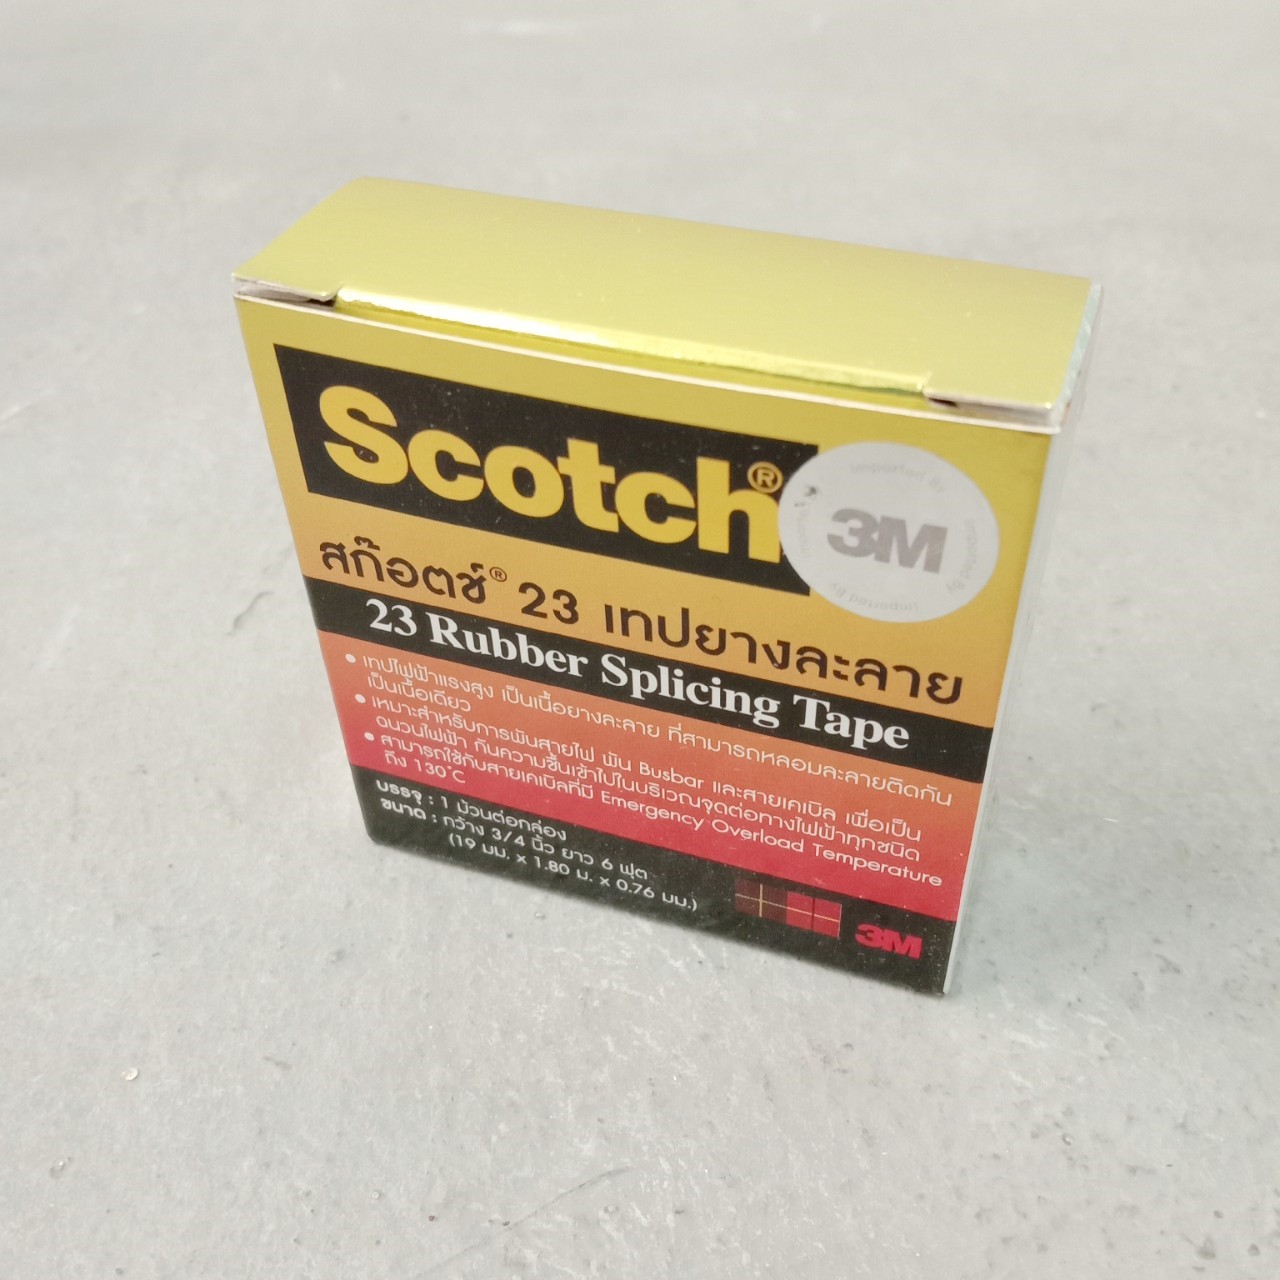 Scotch®
imported By
3M
imported By
imported By
สก๊อตช์® 23 เทปยางละลาย
23 Rubber Splicing Tape
• เทปไฟฟ้าแรงสูง เป็นเนื้อยางละลาย ที่สามารถหลอมละลายติดกัน
เป็นเนื้อเดียว
• เหมาะสำหรับการพันสายไฟ พัน Busbar และสายเคเบิล เพื่อเป็น
ฉนวนไฟฟ้า กันความชื้นเข้าไปในบริเวณจุดต่อทางไฟฟ้าทุกชนิด
• สามารถใช้กับสายเคเบิลที่มี Emergency Overload Temperature
ถึง 130°C
บรรจุ : 1 ม้วนต่อกล่อง
ขนาด : กว้าง 3/4 นิ้ว ยาว 6 ฟุต
(19 มม. x 1.80 ม. x 0.76 มม.)
3M